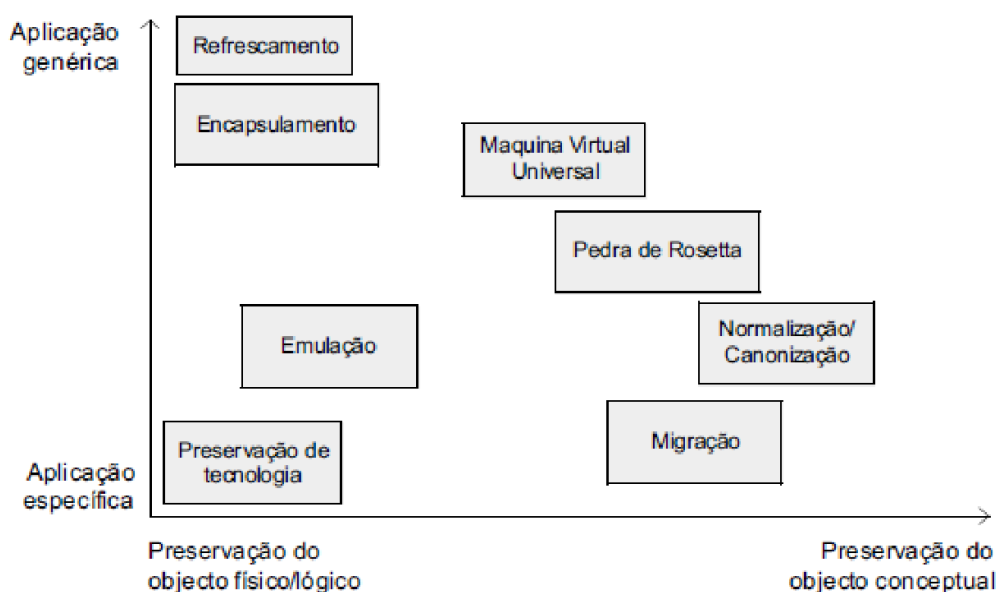 Aplicação
genérica
Refrescamento
Encapsulamento
Maquina Virtual
Universal
Pedra de Rosetta
Emulação
Normalização/
Canonização
Preservação de
tecnologia
Migração
Aplicação
específica
Preservação do
objecto físico/lógico
Preservação do
objecto conceptual